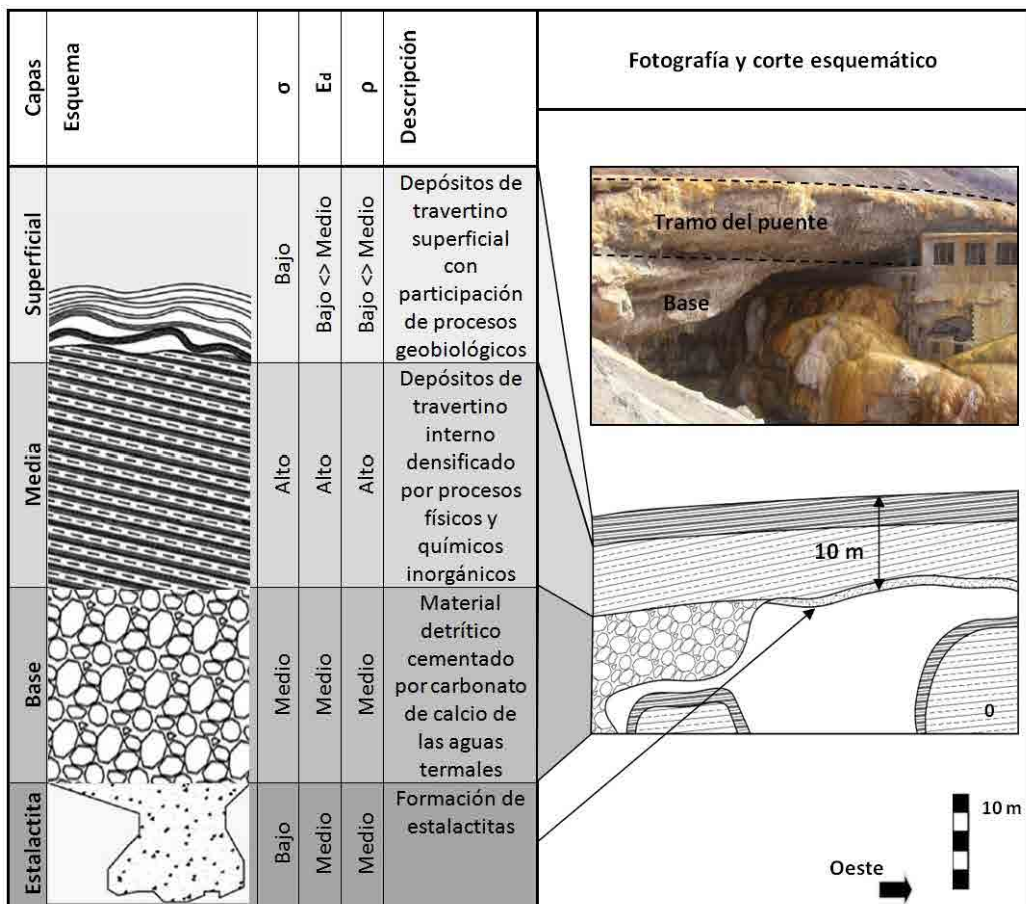 Capas
Esquema
σ
Ed
ρ
Descripción
Fotografía y corte esquemático
Superficial
Bajo
Bajo <> Medio
Bajo <> Medio
Depósitos de
travertino
superficial
con
participación
de procesos
geobiológicos
Media
Alto
Alto
Alto
Depósitos de
travertino
interno
densificado
por procesos
físicos y
químicos
inorgánicos
Base
Medio
Medio
Medio
Material
detrítico
cementado
por carbonato
de calcio de
las aguas
termales
Estalactita
Bajo
Medio
Medio
Formación de
estalactitas
Tramo del puente
Base
10 m
0
10 m
Oeste